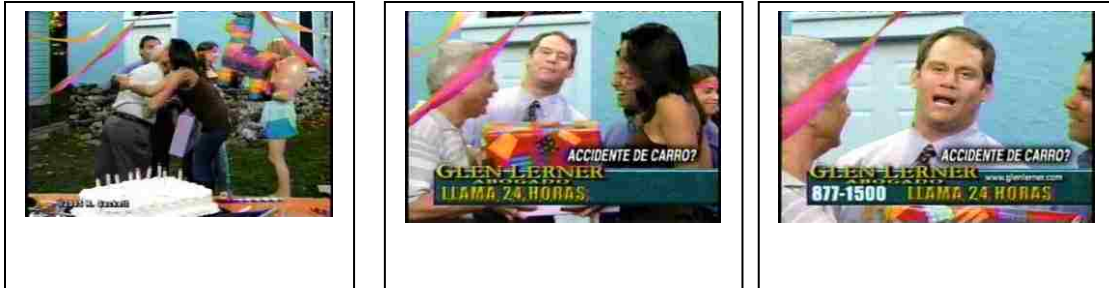 ACCIDENTE DE CARRO?
GLEN LERNER
ABOGADO
LLAMA 24 HORAS
ACCIDENTE DE CARRO?
GLEN LERNER www.glenlerner.com
ABOGADO
877-1500 LLAMA 24 HORAS